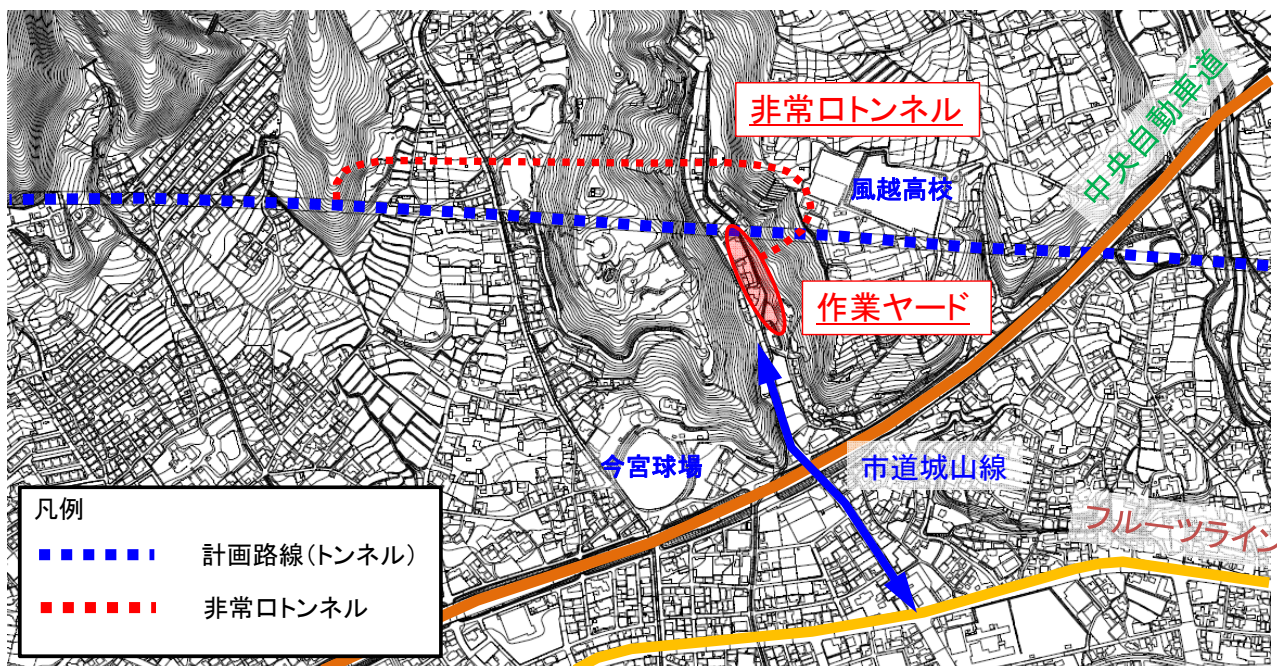 非常口トンネル
中央自動車道
風越高校
作業ヤード
今宮球場
市道城山線
フルーツライン
凡例
計画路線(トンネル)
非常口トンネル